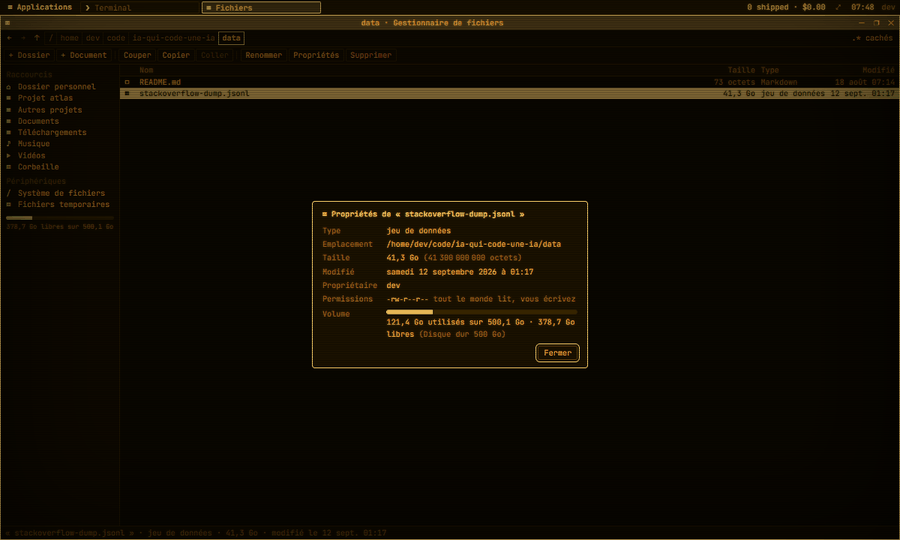 Applications
Terminal
Fichiers
0 shipped · $0.00
07:48
dev
data · Gestionnaire de fichiers
/ home dev code ia-qui-code-une-ia data
.* cachés
+ Dossier + Document Couper Copier Coller Renommer Propriétés Supprimer
Raccourcis
Dossier personnel
Projet atlas
Autres projets
Documents
Téléchargements
Musique
Vidéos
Corbeille
Périphériques
/ Système de fichiers
Fichiers temporaires
378,7 Go libres sur 500,1 Go
Nom Taille Type Modifié
README.md 73 octets Markdown 18 août 07:14
stackoverflow-dump.jsonl 41,3 Go jeu de données 12 sept. 01:17
Propriétés de « stackoverflow-dump.jsonl »
Type jeu de données
Emplacement /home/dev/code/ia-qui-code-une-ia/data
Taille 41,3 Go (41 300 000 000 octets)
Modifié samedi 12 septembre 2026 à 01:17
Propriétaire dev
Permissions -rw-r--r-- tout le monde lit, vous écrivez
Volume
121,4 Go utilisés sur 500,1 Go · 378,7 Go
libres (Disque dur 500 Go)
Fermer
« stackoverflow-dump.jsonl » · jeu de données · 41,3 Go · modifié le 12 sept. 01:17